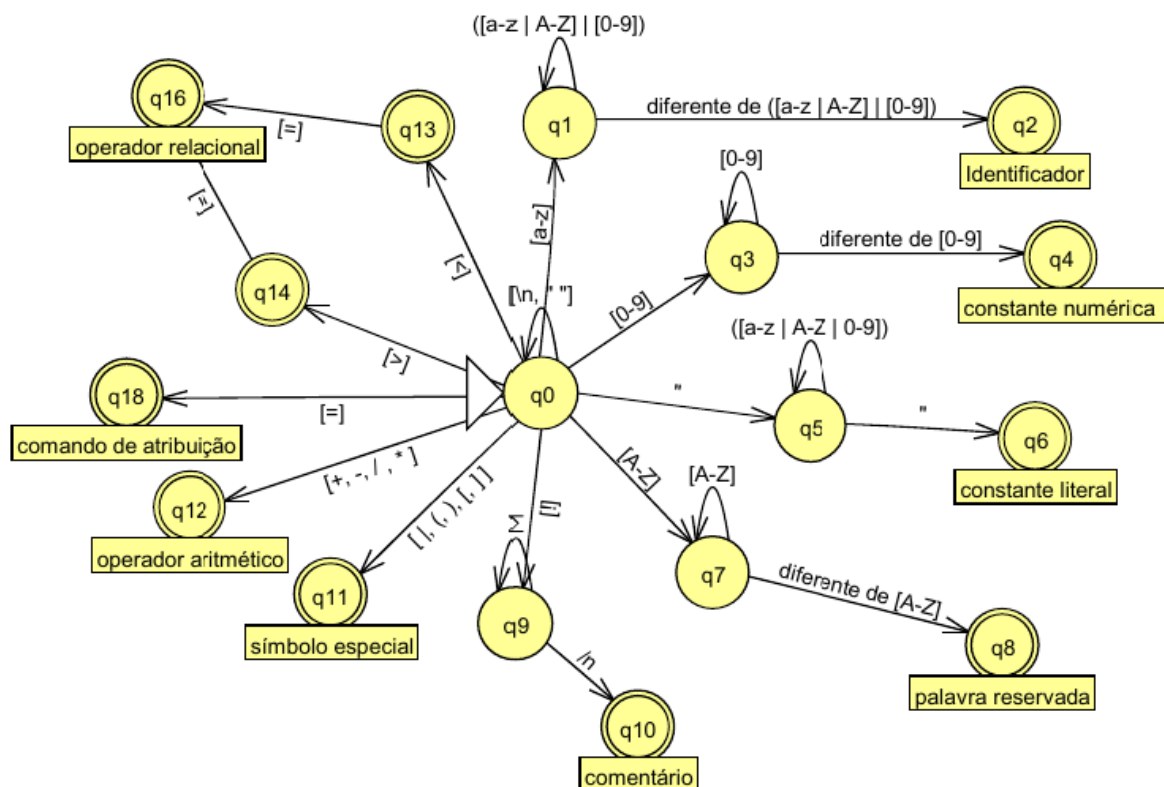 ([a-z | A-Z] | [0-9])
q16
operador relacional
[=]
q13
q1
diferente de ([a-z | A-Z] | [0-9])
q2
Identificador
[=]
[<]
[a-z]
[0-9]
q3
diferente de [0-9]
q4
constante numérica
q14
[>]
[\n, " "]
[0-9]
([a-z | A-Z | 0-9])
q18
comando de atribuição
[=]
q0
"
q5
"
q6
constante literal
[+, -, / , * ]
q12
operador aritmético
[ |, (, ), [, ] ]
q11
símbolo especial
[!]
Σ
q9
/n
q10
comentário
[A-Z]
[A-Z]
q7
diferente de [A-Z]
q8
palavra reservada